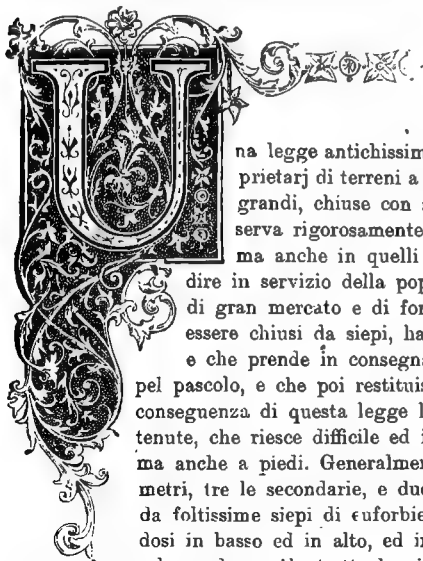 Una legge antichissim
prietarj di terreni a
grandi, chiuse con
serva rigorosamente
ma anche in quelli
dire in servizio della pop
di gran mercato e di for
essere chiusi da siepi, ha
e che prende in consegna
pel pascolo, e che poi restituis
conseguenza di questa legge l
tenute, che riesce difficile ed i
ma anche a piedi. Generalmen
metri, tre le secondarie, e due
da foltissime siepi di euforbie
dosi in basso ed in alto, ed in